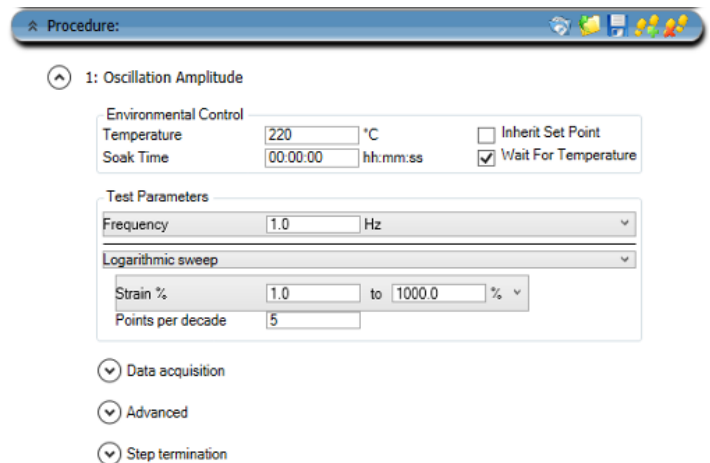 Procedure:
1: Oscillation Amplitude
Environmental Control
Temperature 220 °C Inherit Set Point
Soak Time 00:00:00 hh:mm:ss Wait For Temperature
Test Parameters
Frequency 1.0 Hz
Logarithmic sweep
Strain % 1.0 to 1000.0 %
Points per decade 5
Data acquisition
Advanced
Step termination